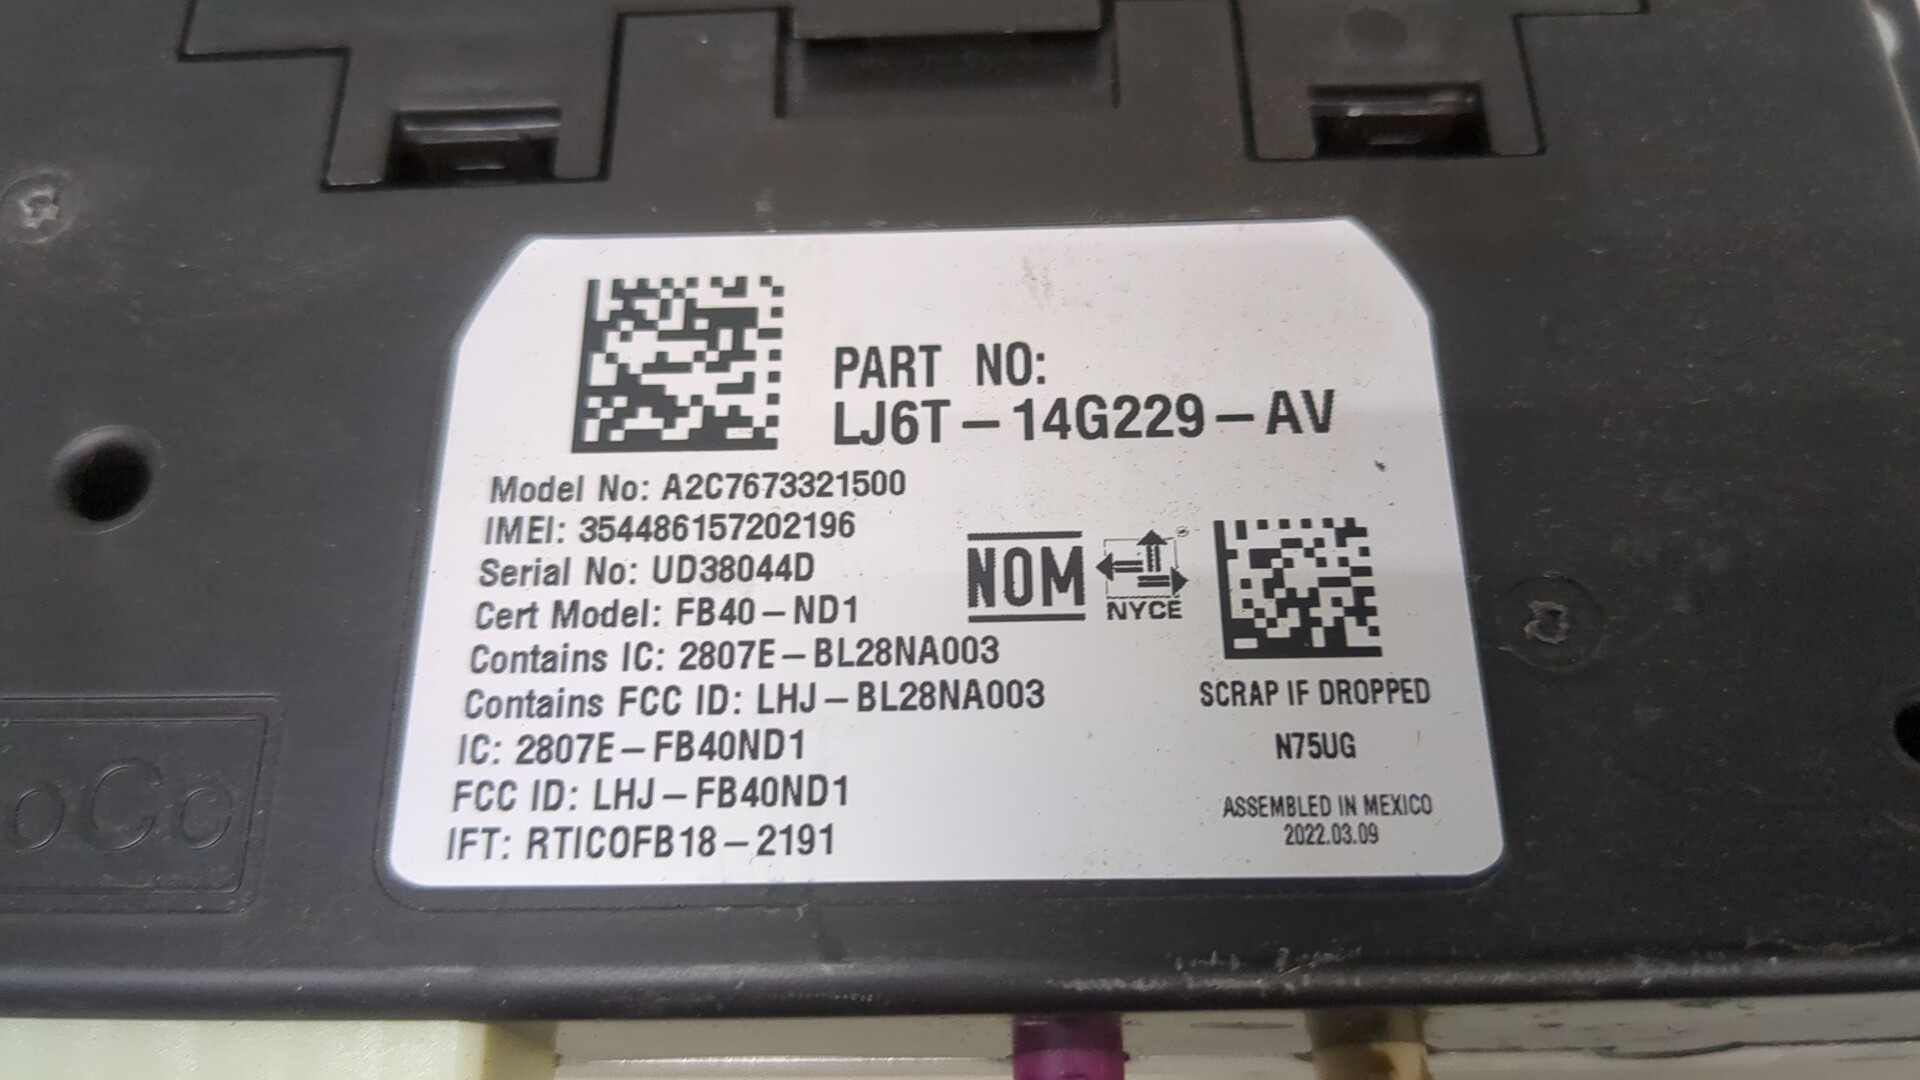 PART NO:
LJ6T-14G229-AV
Model No: A2C7673321500
IMEI: 354486157202196
Serial No: UD38044D
Cert Model: FB40-ND1
Contains IC: 2807E-BL28NA003
Contains FCC ID: LHJ-BL28NA003
IC: 2807E-FB40ND1
FCC ID: LHJ-FB40ND1
IFT: RTICOFB18-2191
NOM
NYCE
SCRAP IF DROPPED
N75UG
ASSEMBLED IN MEXICO
2022.03.09